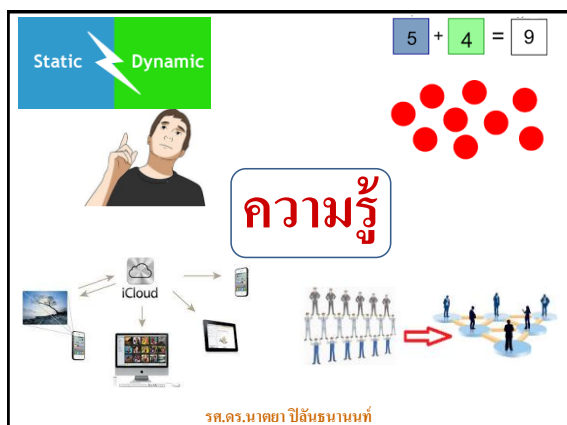 Static Dynamic
5 + 4 = 9
ความรู้
iCloud
รศ.ดร.นาตยา ปิลันธนานนท์